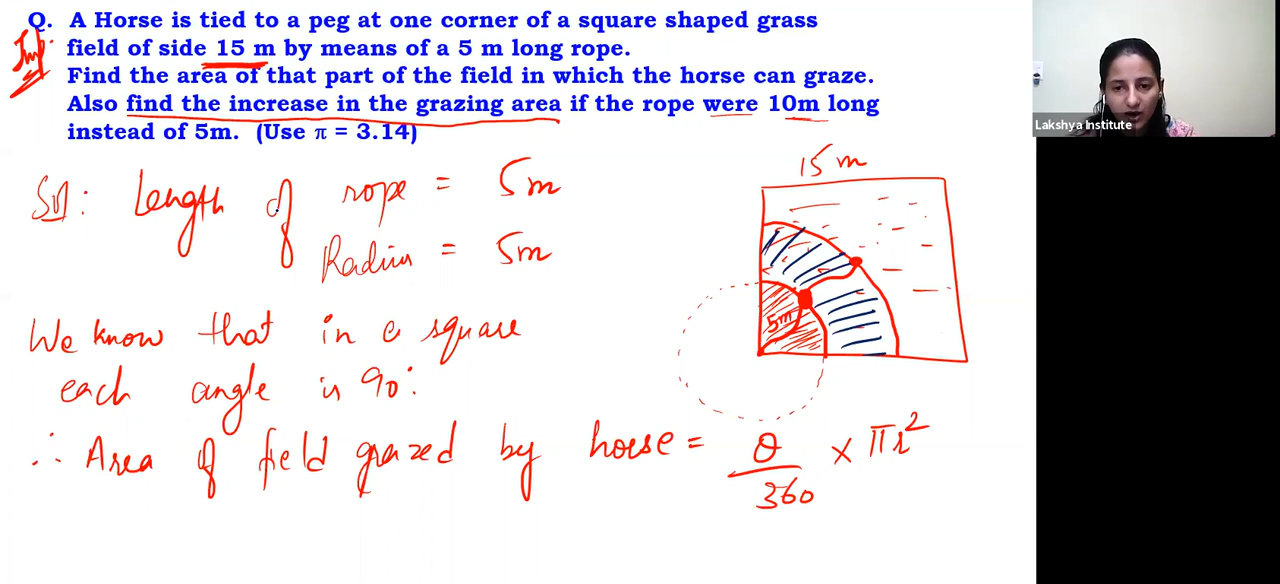 Q. A Horse is tied to a peg at one corner of a square shaped grass
Imp.
field of side 15 m by means of a 5 m long rope.
Find the area of that part of the field in which the horse can graze.
Also find the increase in the grazing area if the rope were 10m long
instead of 5m. (Use π = 3.14)
Lakshya Institute
15 m
Sol: Length of rope = 5m
Radius = 5m
5m
We know that in a square
each angle is 90°.
∴ Area of field grazed by horse = θ/360 × πr²